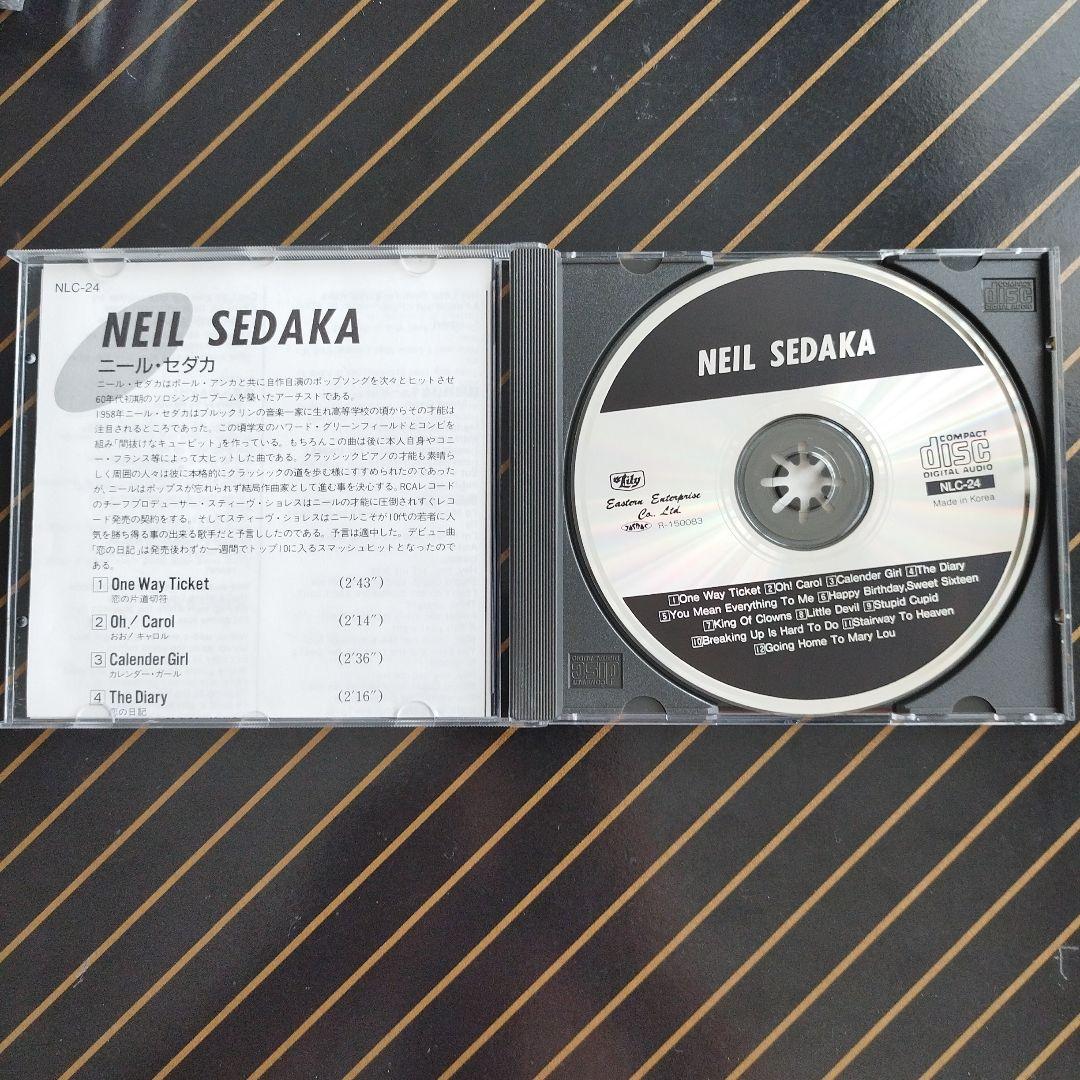 NLC-24
NEIL SEDAKA
ニール・セダカ
ニール・セダカはポール・アンカと共に自作自演のポップソングを次々とヒットさせ
60年代初期のソロシンガーブームを築いたアーチストである。
1958年ニール・セダカはブルックリンの音楽一家に生れ高等学校の頃からその才能は
注目されるところであった。この頃学友のハワード・グリーンフィールドとコンビを
組み「間抜けなキューピット」を作っている。もちろんこの曲は後に本人自身やコニ
ー・フランス等によって大ヒットした曲である。クラッシックピアノの才能も素晴ら
しく周囲の人々は彼に本格的にクラッシックの道を歩む様にすすめられたのであった
が、ニールはポップスが忘れられず結局作曲家として進む事を決心する。RCAレコード
のチーフプロデューサー・スティーヴ・ショレスはニールの才能に圧倒されすぐレコ
ード発売の契約をする。そしてスティーヴ・ショレスはニールこそが10代の若者に人
気を勝ち得る事の出来る歌手だと予言ししたのである。予言は適中した。デビュー曲
「恋の日記」は発売後わずか一週間でトップ10に入るスマッシュヒットとなったので
ある。
1 One Way Ticket (2'43")
恋の片道切符
2 Oh! Carol (2'14")
おお!キャロル
3 Calender Girl (2'36")
カレンダー・ガール
4 The Diary (2'16")
恋の日記
COMPACT
disc
DIGITAL AUDIO
NEIL SEDAKA
COMPACT
disc
DIGITAL AUDIO
NLC-24
Made in Korea
Lily
Eastern Enterprise
Co., Ltd.
JASRAC R-150083
1One Way Ticket 2Oh! Carol 3Calender Girl 4The Diary
5You Mean Everything To Me 6Happy Birthday,Sweet Sixteen
7King Of Clowns 8Little Devil 9Stupid Cupid
10Breaking Up Is Hard To Do 11Stairway To Heaven
12Going Home To Mary Lou
COMPACT
disc
DIGITAL AUDIO